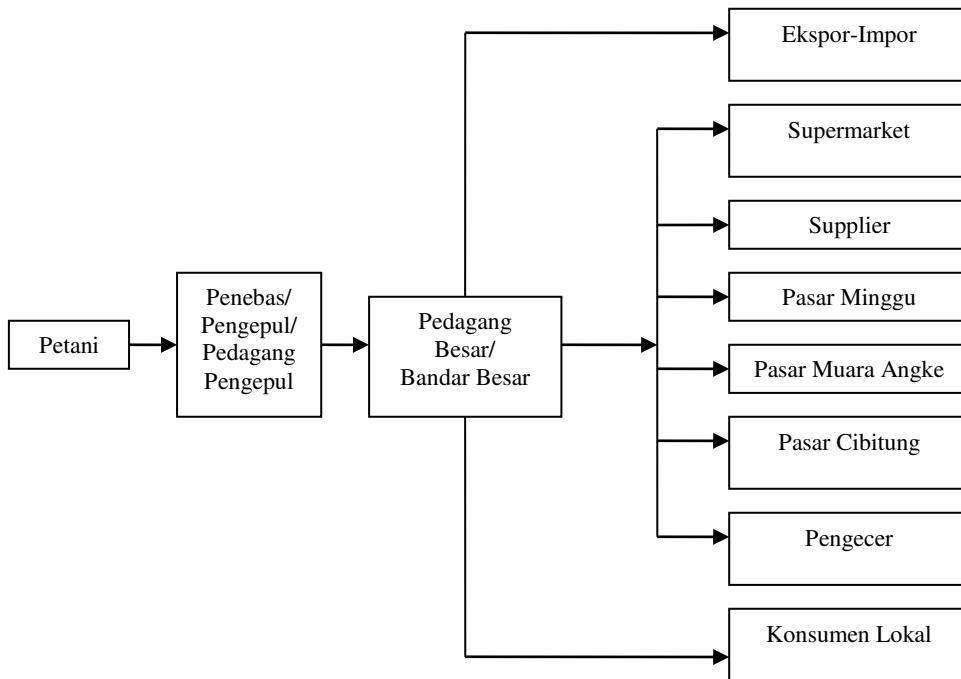 Petani
Penebas/
Pengepul/
Pedagang
Pengepul
Pedagang
Besar/
Bandar Besar
Ekspor-Impor
Supermarket
Supplier
Pasar Minggu
Pasar Muara Angke
Pasar Cibitung
Pengecer
Konsumen Lokal